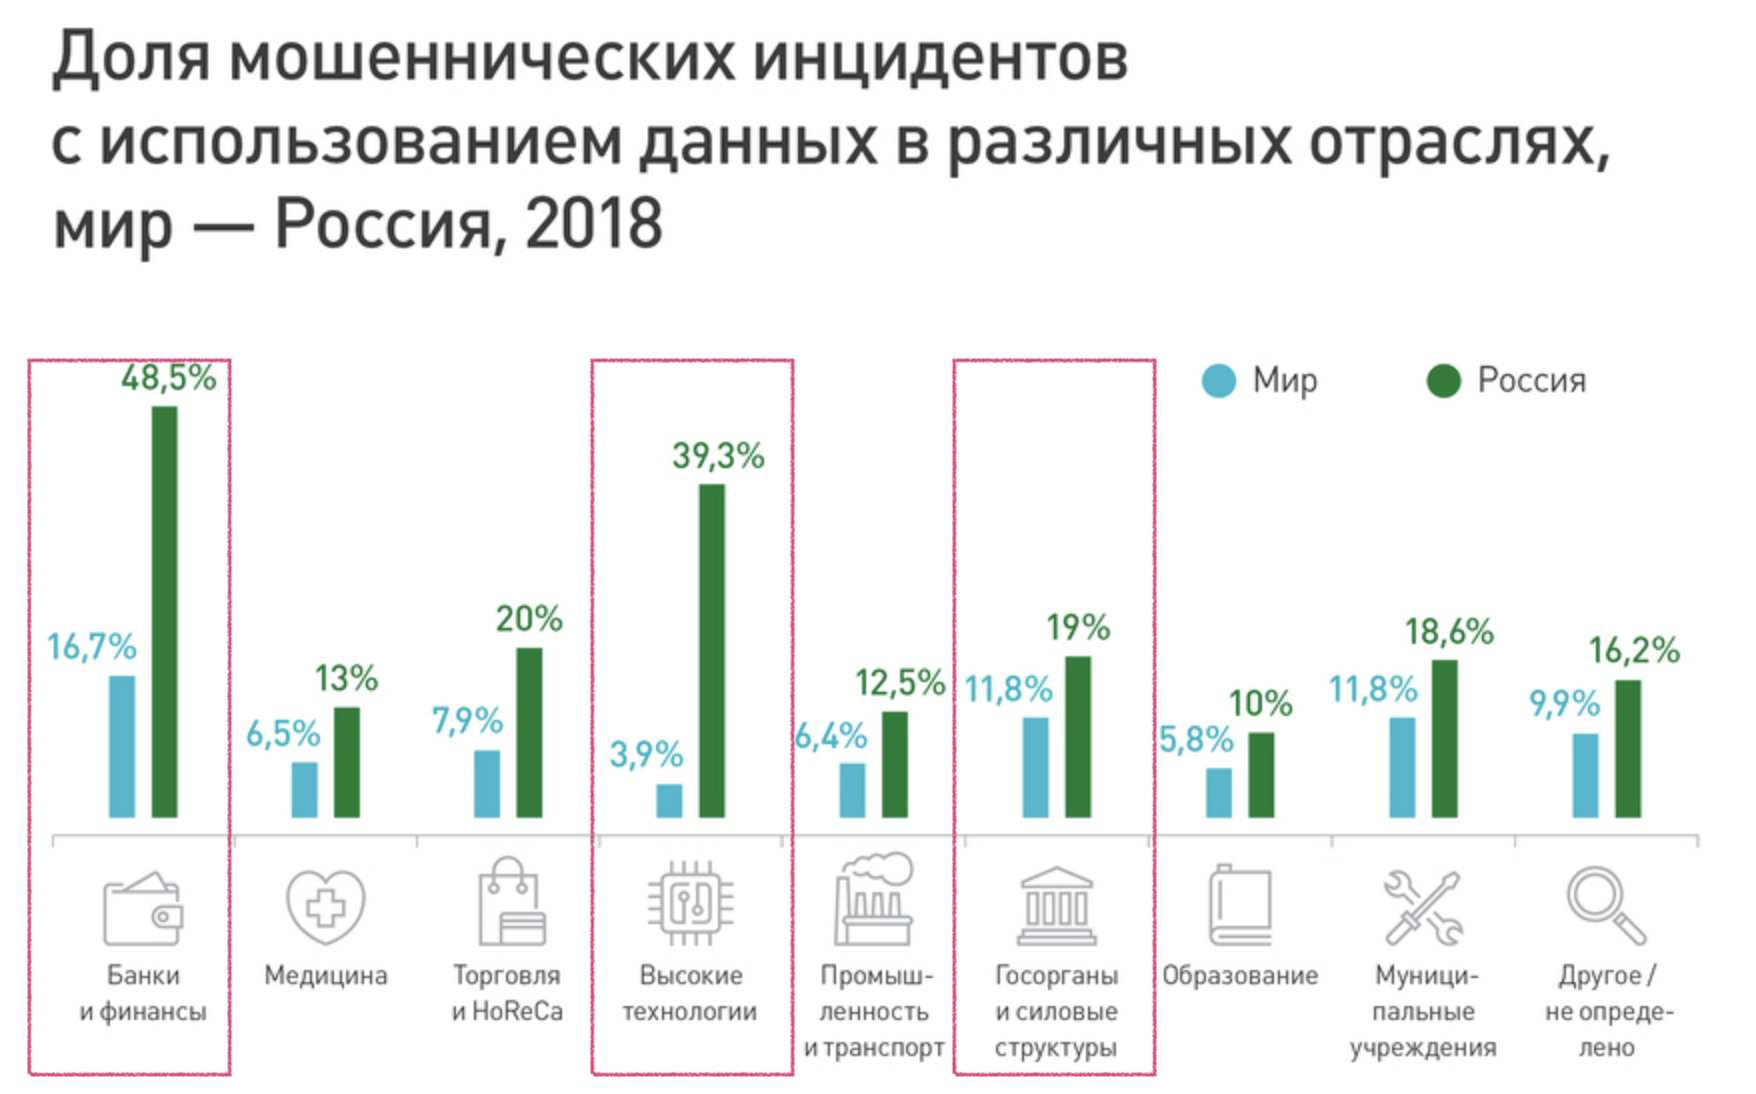 Доля мошеннических инцидентов
с использованием данных в различных отраслях,
мир — Россия, 2018
Мир
Россия
48,5%
16,7%
13%
6,5%
20%
7,9%
39,3%
3,9%
12,5%
6,4%
19%
11,8%
10%
5,8%
18,6%
11,8%
16,2%
9,9%
Банки
и финансы
Медицина
Торговля
и HoReCa
Высокие
технологии
Промыш-
ленность
и транспорт
Госорганы
и силовые
структуры
Образование
Муници-
пальные
учреждения
Другое /
не опреде-
лено